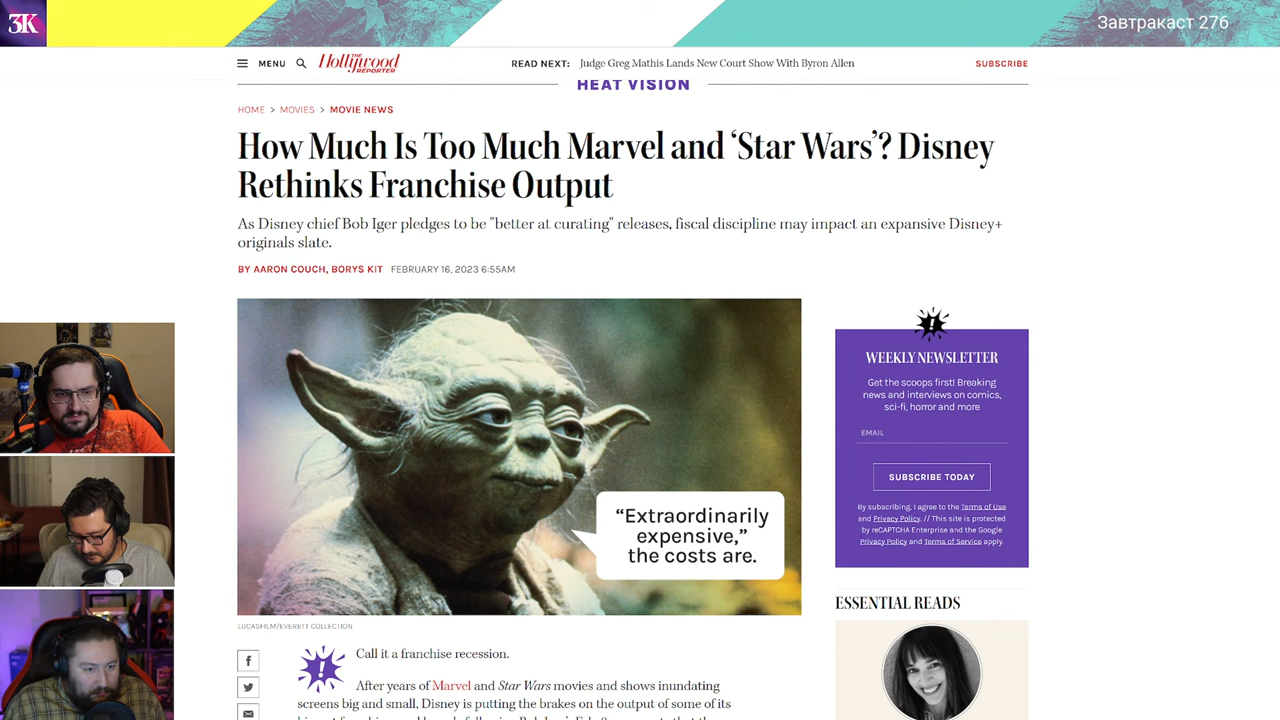 3K
Завтракаст 276
MENU
THE
Hollywood
REPORTER
READ NEXT: Judge Greg Mathis Lands New Court Show With Byron Allen
SUBSCRIBE
HEAT VISION
HOME > MOVIES > MOVIE NEWS
How Much Is Too Much Marvel and ‘Star Wars’? Disney
Rethinks Franchise Output
As Disney chief Bob Iger pledges to be "better at curating" releases, fiscal discipline may impact an expansive Disney+
originals slate.
BY AARON COUCH, BORYS KIT FEBRUARY 16, 2023 6:55AM
“Extraordinarily
expensive,”
the costs are.
LUCASFILM/EVERETT COLLECTION
Call it a franchise recession.
After years of Marvel and Star Wars movies and shows inundating
screens big and small, Disney is putting the brakes on the output of some of its
WEEKLY NEWSLETTER
Get the scoops first! Breaking
news and interviews on comics,
sci-fi, horror and more
EMAIL
SUBSCRIBE TODAY
By subscribing, I agree to the Terms of Use
and Privacy Policy. // This site is protected
by reCAPTCHA Enterprise and the Google
Privacy Policy and Terms of Service apply.
ESSENTIAL READS